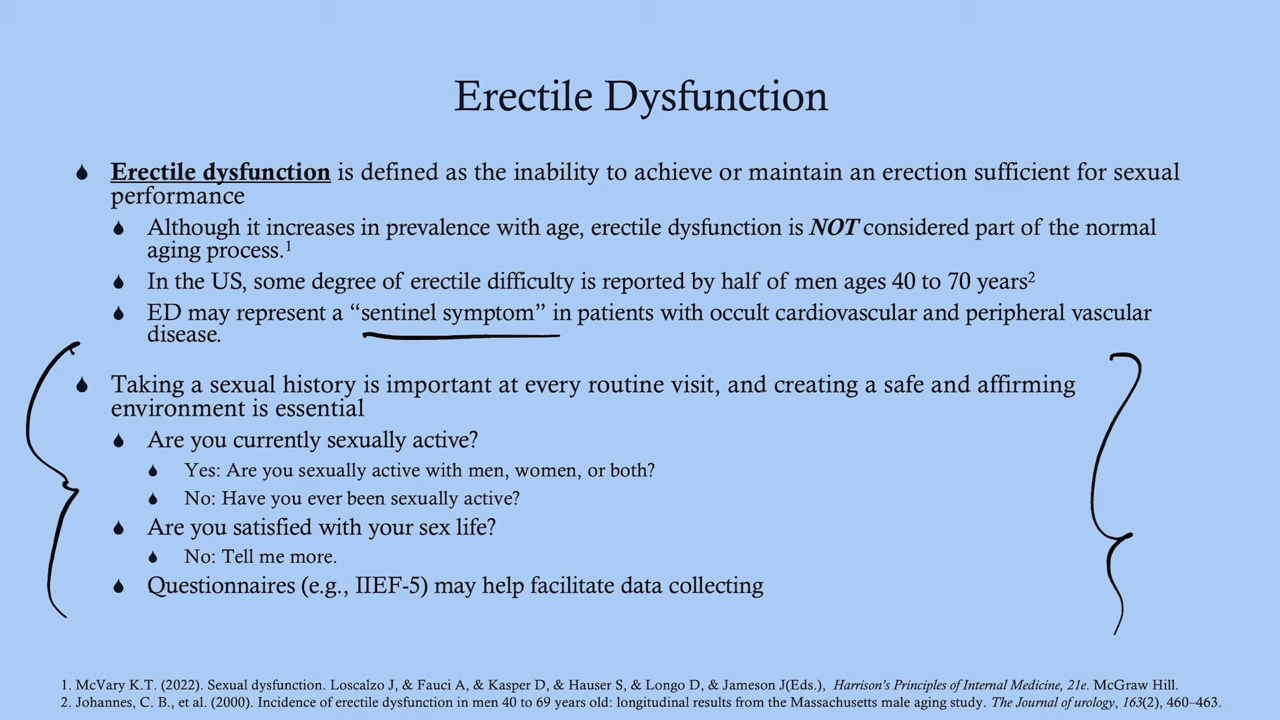 Erectile Dysfunction
Erectile dysfunction is defined as the inability to achieve or maintain an erection sufficient for sexual
performance
Although it increases in prevalence with age, erectile dysfunction is NOT considered part of the normal
aging process.1
In the US, some degree of erectile difficulty is reported by half of men ages 40 to 70 years2
ED may represent a “sentinel symptom” in patients with occult cardiovascular and peripheral vascular
disease.
Taking a sexual history is important at every routine visit, and creating a safe and affirming
environment is essential
Are you currently sexually active?
Yes: Are you sexually active with men, women, or both?
No: Have you ever been sexually active?
Are you satisfied with your sex life?
No: Tell me more.
Questionnaires (e.g., IIEF-5) may help facilitate data collecting
1. McVary K.T. (2022). Sexual dysfunction. Loscalzo J, & Fauci A, & Kasper D, & Hauser S, & Longo D, & Jameson J(Eds.), Harrison’s Principles of Internal Medicine, 21e. McGraw Hill.
2. Johannes, C. B., et al. (2000). Incidence of erectile dysfunction in men 40 to 69 years old: longitudinal results from the Massachusetts male aging study. The Journal of urology, 163(2), 460–463.